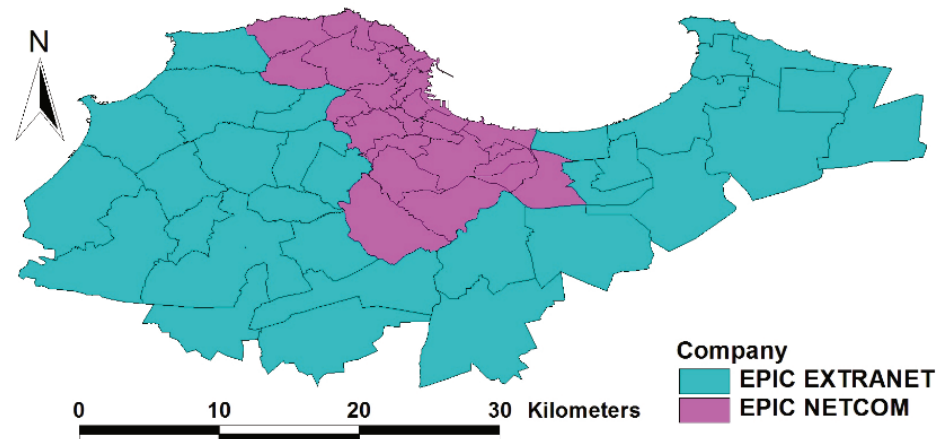 N
Company
EPIC EXTRANET
EPIC NETCOM
0 10 20 30 Kilometers